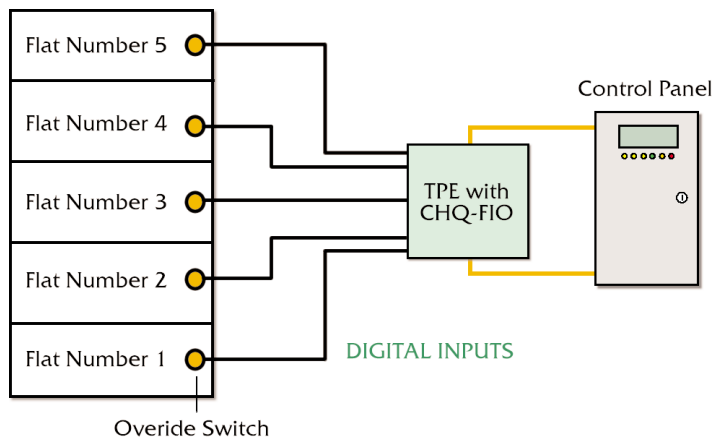 Flat Number 5
Flat Number 4
Flat Number 3
Flat Number 2
Flat Number 1
Overide Switch
TPE with
CHQ-FIO
DIGITAL INPUTS
Control Panel